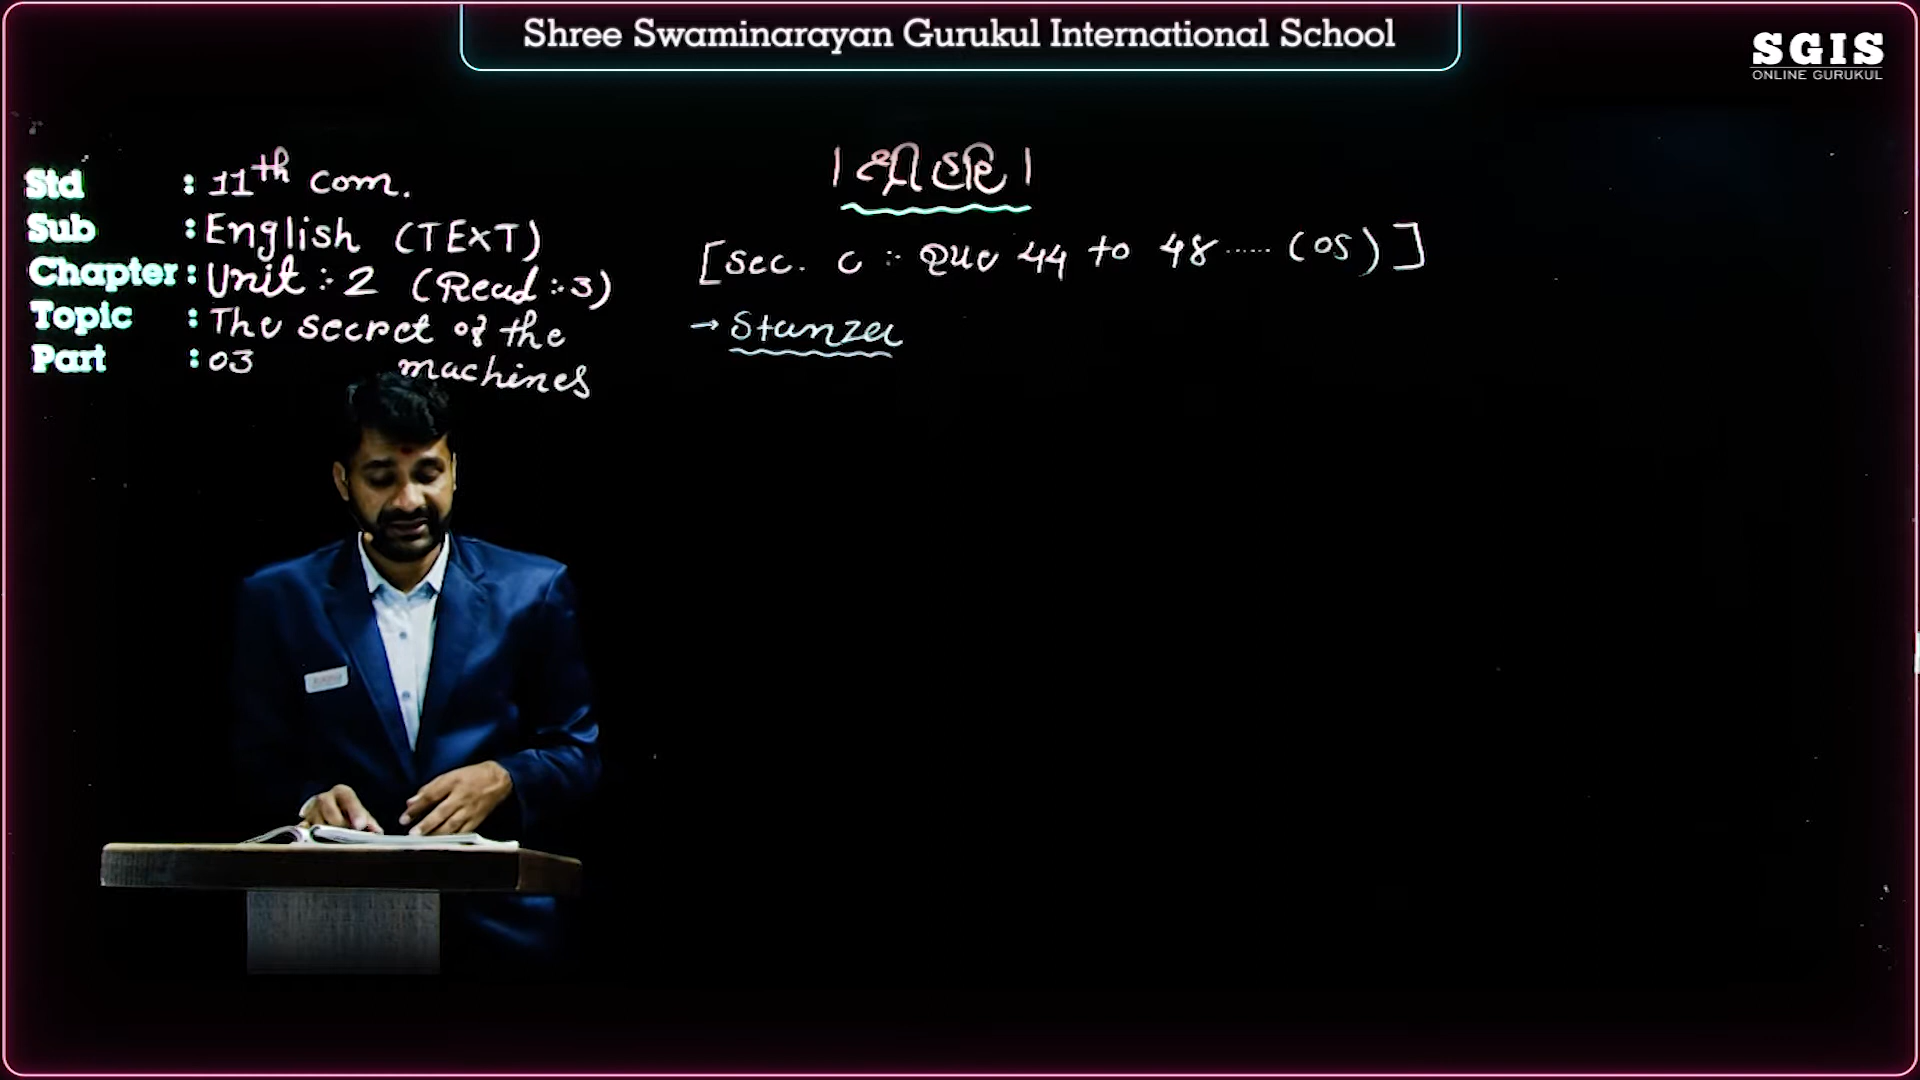 Shree Swaminarayan Gurukul International School
SGIS
ONLINE GURUKUL
Std : 11th com.
Sub : English (TEXT)
Chapter : Unit :- 2 (Read :- 3)
Topic : The secret of the
machines
Part : 03
। શ્રી હરિ ।
[sec. c :- Que 44 to 48 ...... (05)]
→ Stanza